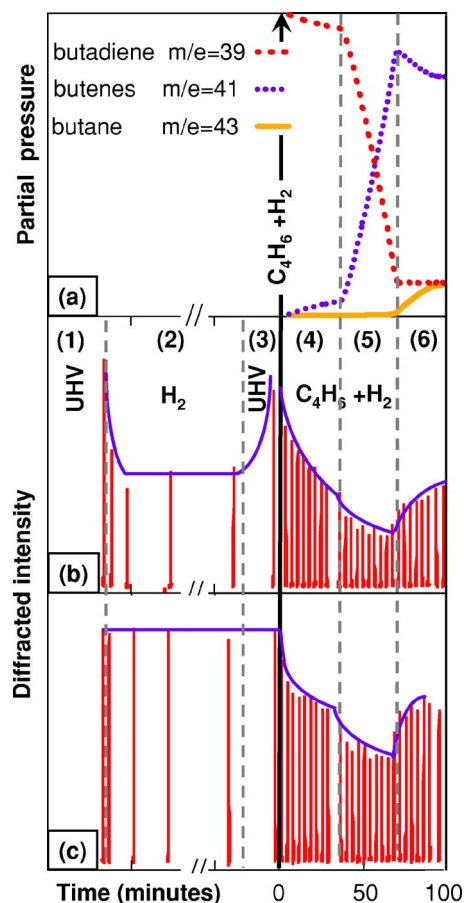 butadiene m/e=39
butenes m/e=41
butane m/e=43
Partial pressure
C4H6 +H2
(a)
(1) (2) (3) (4) (5) (6)
//
UHV H2 UHV C4H6 +H2
(b)
//
Diffracted intensity
(c)
//
Time (minutes) 0 50 100